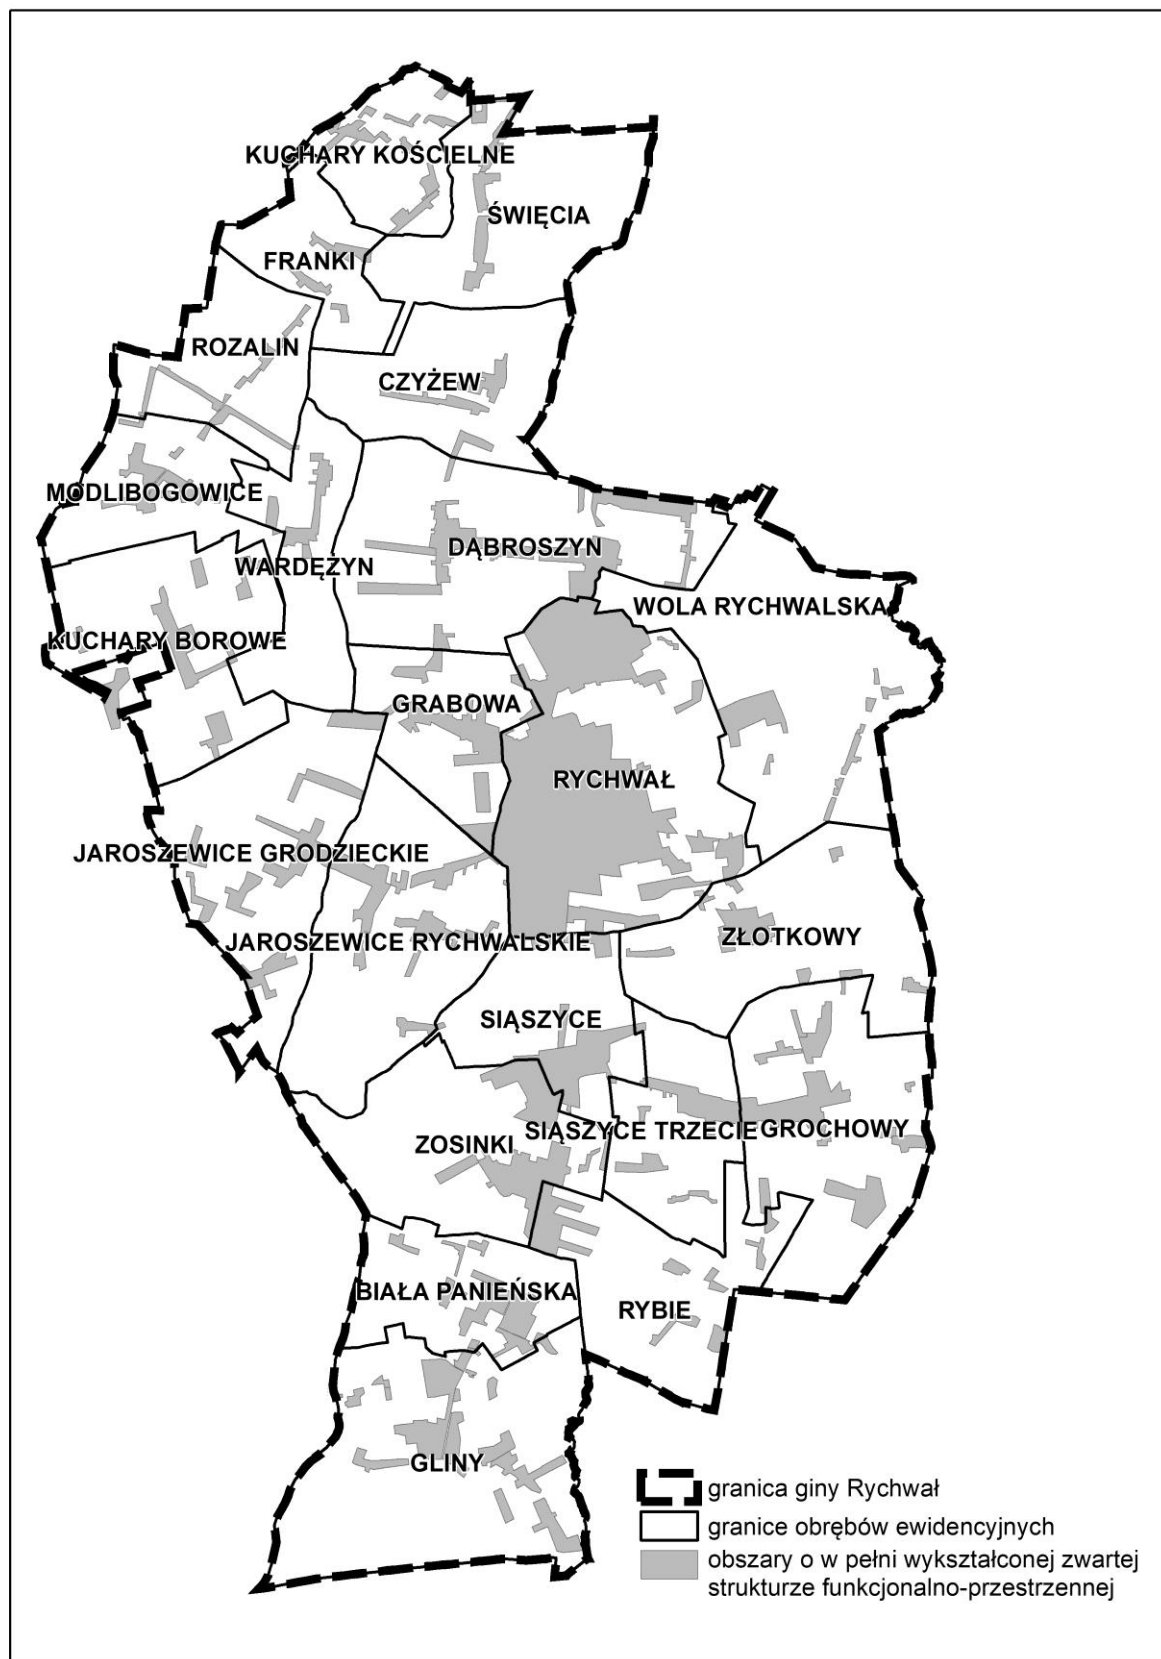 KUCHARY KOŚCIELNE
ŚWIĘCIA
FRANKI
ROZALIN
CZYŻEW
MODLIBOGOWICE
DĄBROSZYN
WARDĘŻYN
WOLA RYCHWALSKA
KUCHARY BOROWE
GRABOWA
RYCHWAŁ
JAROSZEWICE GRODZIECKIE
ZŁOTKOWY
JAROSZEWICE RYCHWALSKIE
SIĄSZYCE
SIĄSZYCE TRZECIE
GROCHOWY
ZOSINKI
BIAŁA PANIEŃSKA
RYBIE
GLINY
granica giny Rychwał
granice obrębów ewidencyjnych
obszary o w pełni wykształconej zwartej
strukturze funkcjonalno-przestrzennej